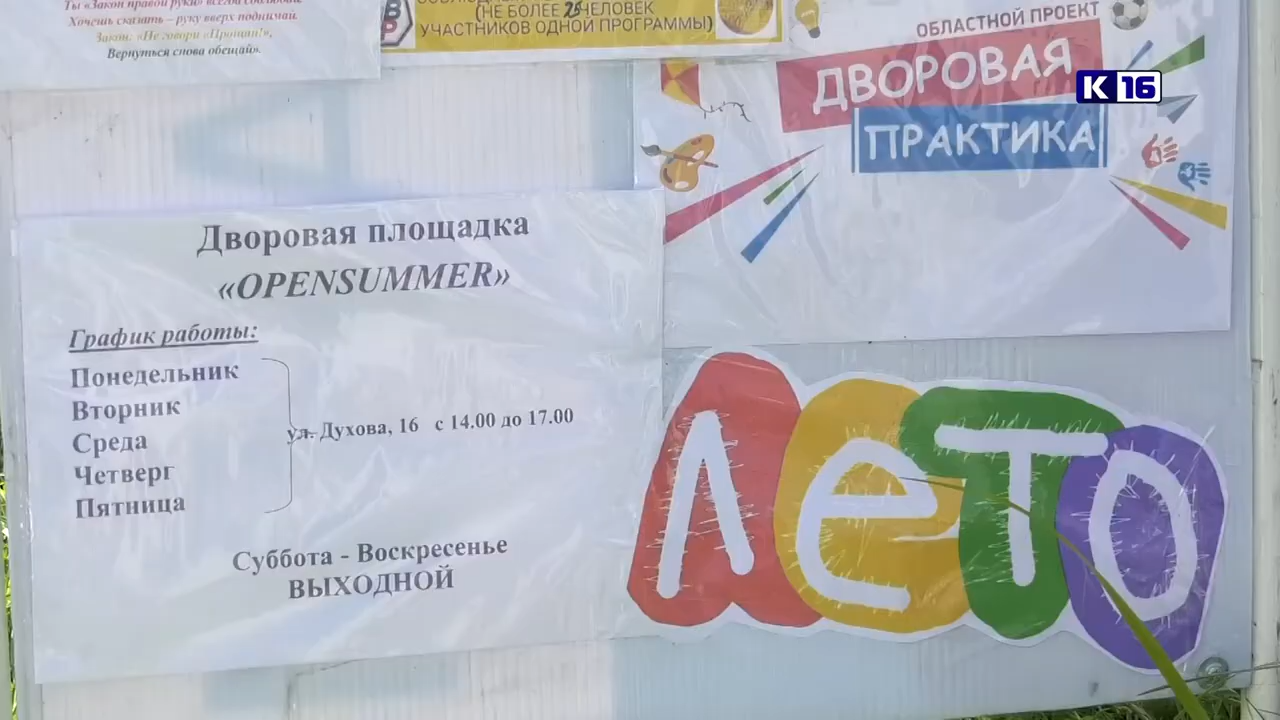 Ты «Закон правой руки» всегда соблюдай.
Хочешь сказать – руку вверх поднимай.
Закон: «Не говори «Прощай!»,
Вернуться снова обещай».
(НЕ БОЛЕЕ 25 ЧЕЛОВЕК
УЧАСТНИКОВ ОДНОЙ ПРОГРАММЫ)
ОБЛАСТНОЙ ПРОЕКТ
ДВОРОВАЯ
ПРАКТИКА
К 16
Дворовая площадка
«OPENSUMMER»
График работы:
Понедельник
Вторник
Среда
Четверг
Пятница
ул. Духова, 16 с 14.00 до 17.00
Суббота - Воскресенье
ВЫХОДНОЙ
Лето